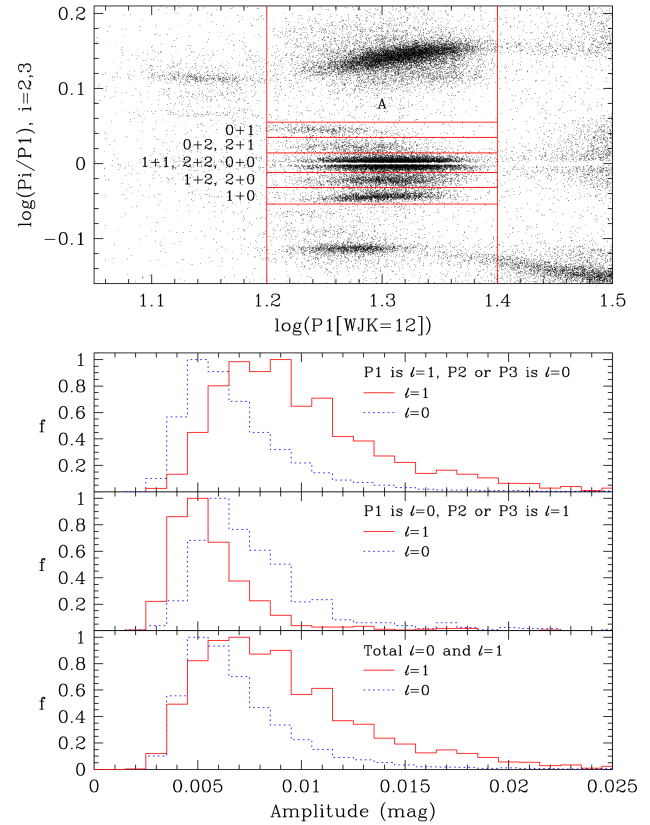 0.2
0.1
0
−0.1
log(Pi/P1), i=2,3
A
0+1
0+2, 2+1
1+1, 2+2, 0+0
1+2, 2+0
1+0
1.1 1.2 1.3 1.4 1.5
log(P1[WJK=12])
1
0.8
0.6
0.4
0.2
f
P1 is ℓ=1, P2 or P3 is ℓ=0
ℓ=1
ℓ=0
1
0.8
0.6
0.4
0.2
f
P1 is ℓ=0, P2 or P3 is ℓ=1
ℓ=1
ℓ=0
1
0.8
0.6
0.4
0.2
0
f
Total ℓ=0 and ℓ=1
ℓ=1
ℓ=0
0 0.005 0.01 0.015 0.02 0.025
Amplitude (mag)